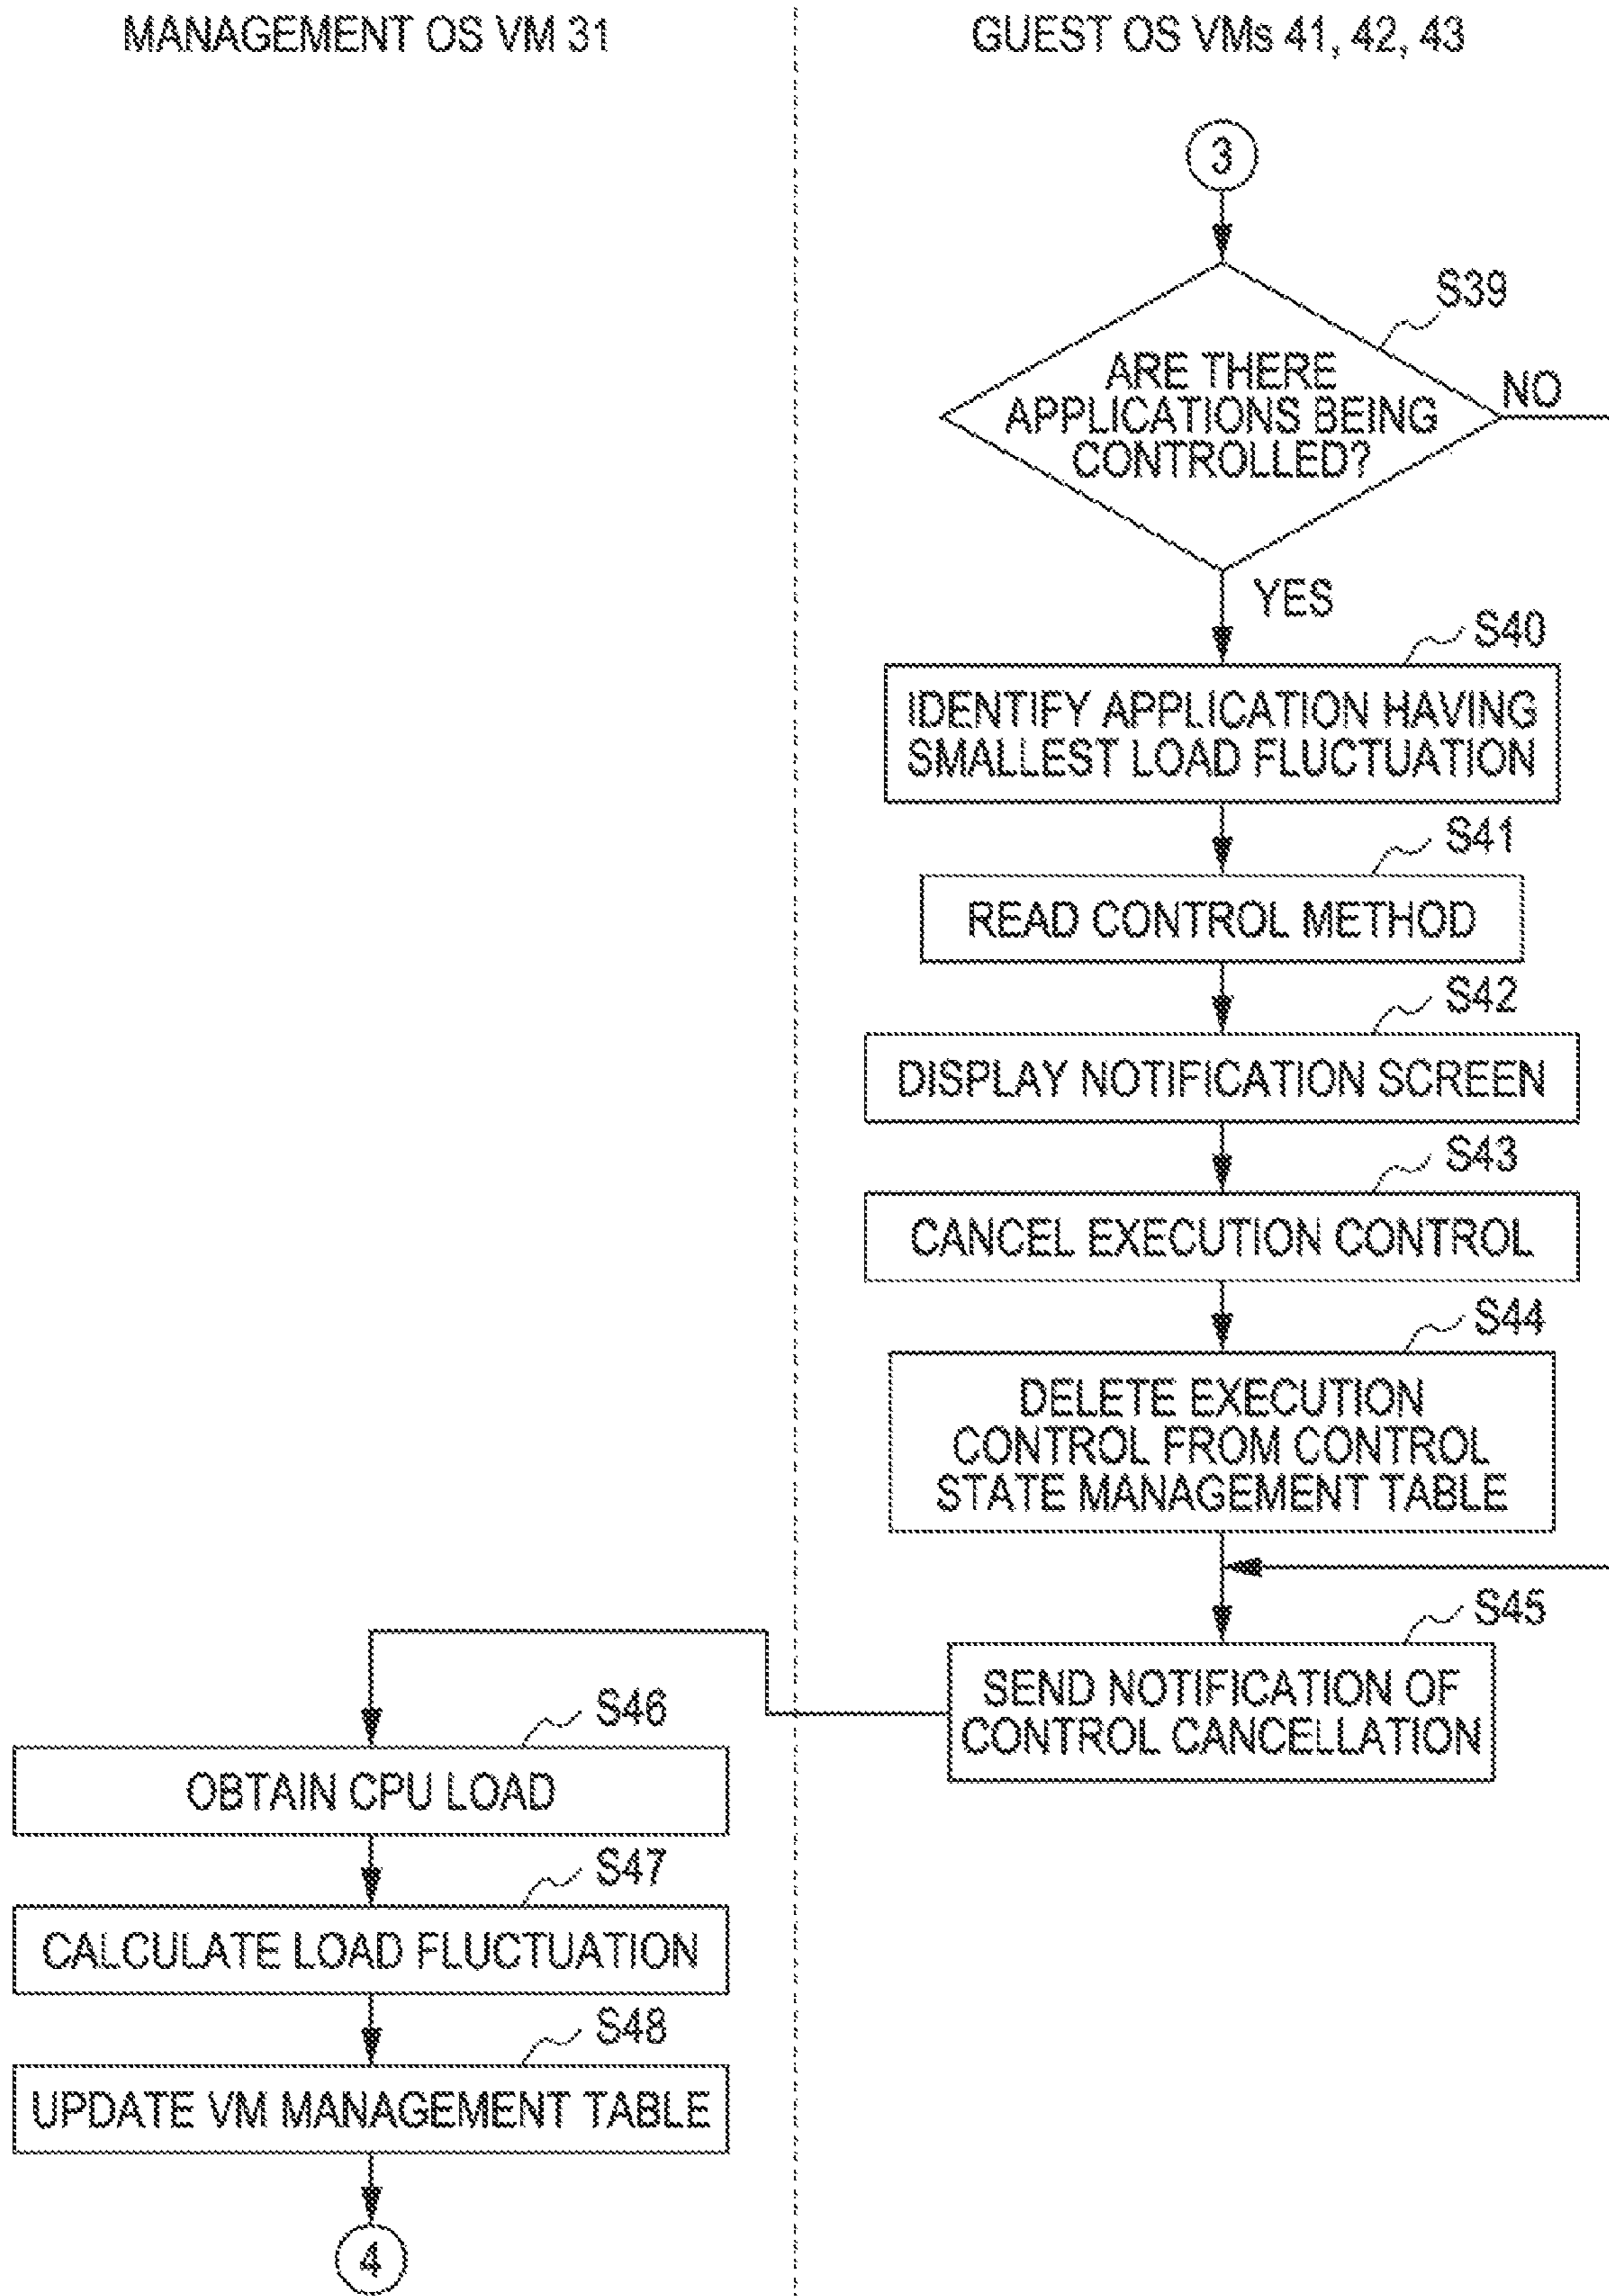 MANAGEMENT OS VM 31
GUEST OS VMs 41, 42, 43
3
S39
ARE THERE
APPLICATIONS BEING
CONTROLLED?
NO
YES
S40
IDENTIFY APPLICATION HAVING
SMALLEST LOAD FLUCTUATION
S41
READ CONTROL METHOD
S42
DISPLAY NOTIFICATION SCREEN
S43
CANCEL EXECUTION CONTROL
S44
DELETE EXECUTION
CONTROL FROM CONTROL
STATE MANAGEMENT TABLE
S45
SEND NOTIFICATION OF
CONTROL CANCELLATION
S46
OBTAIN CPU LOAD
S47
CALCULATE LOAD FLUCTUATION
S48
UPDATE VM MANAGEMENT TABLE
4